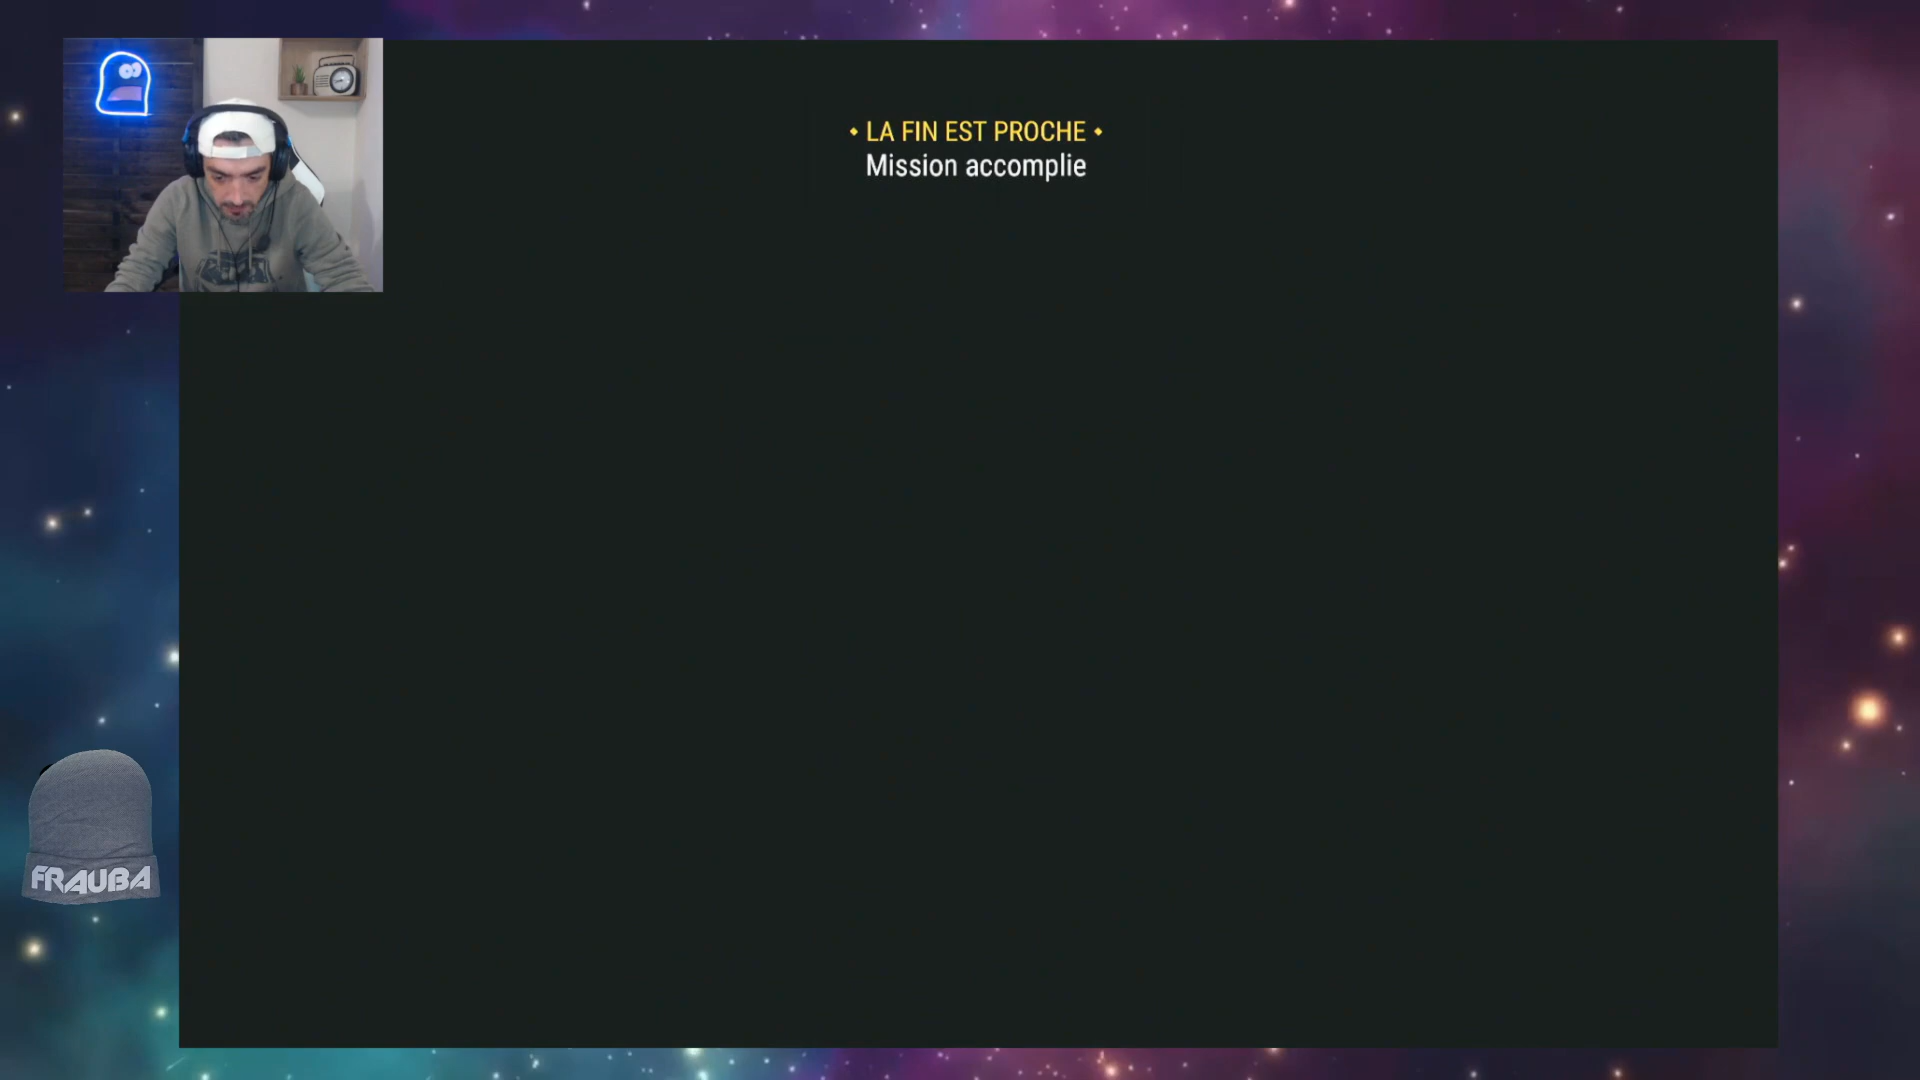 • LA FIN EST PROCHE •
Mission accomplie
FRAUBA